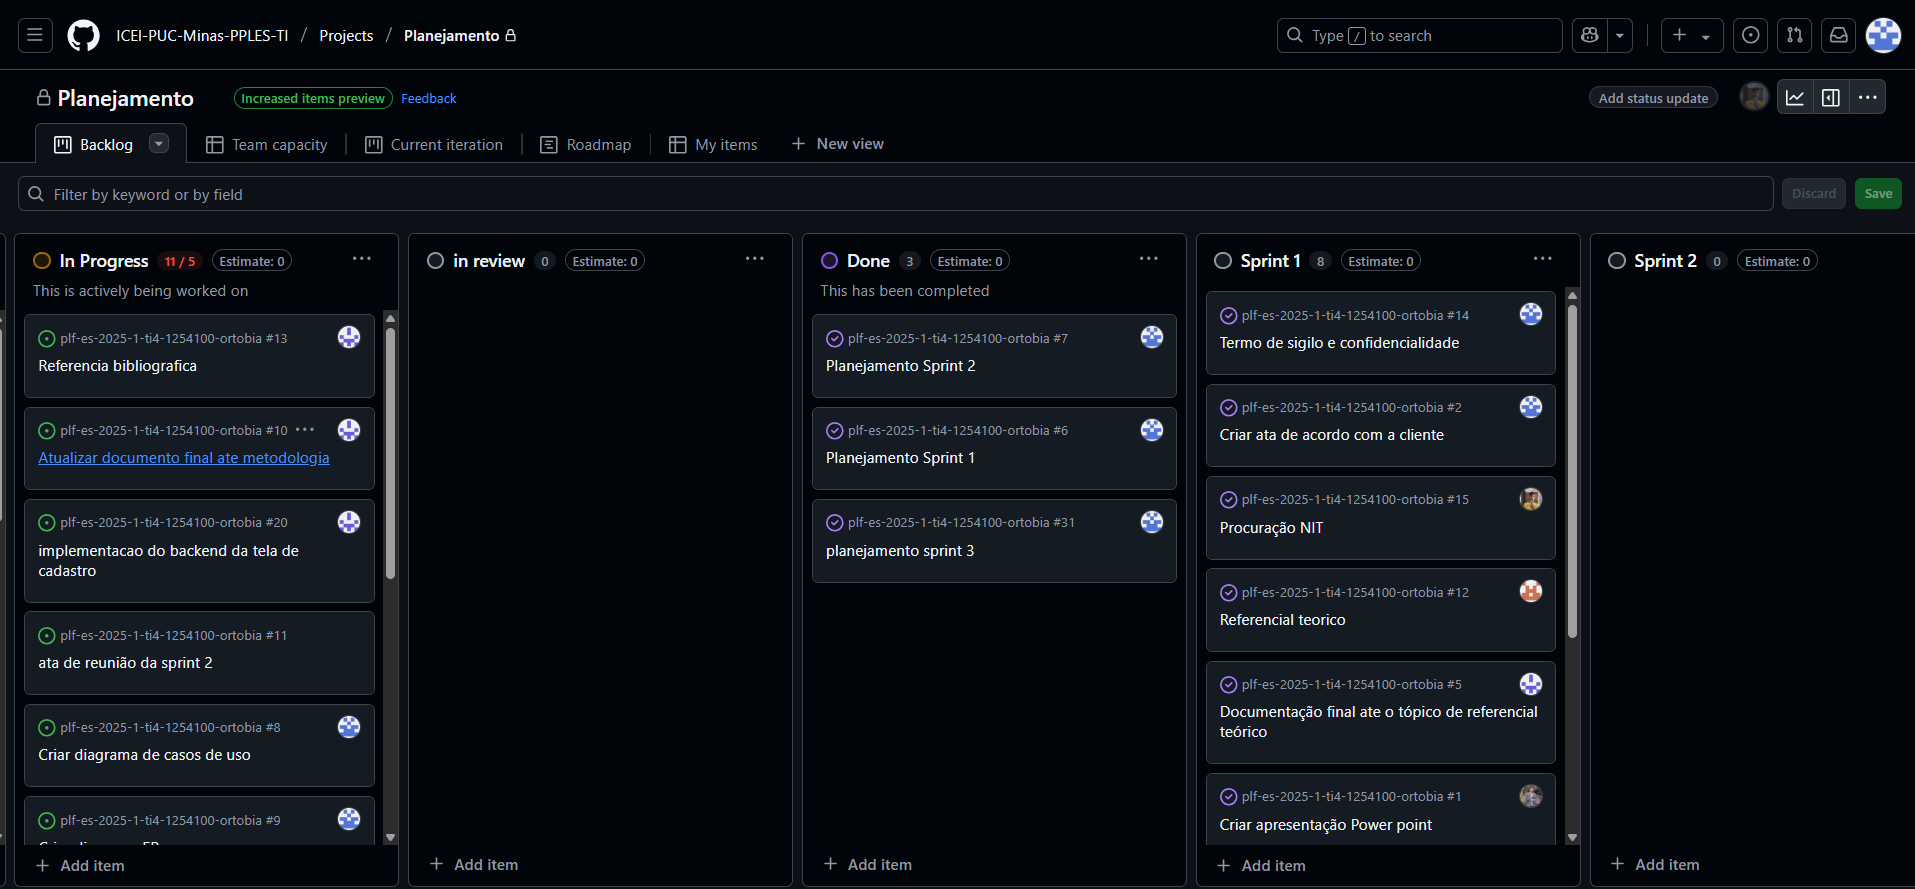 ICEI-PUC-Minas-PPLES-TI / Projects / Planejamento
Type / to search
Planejamento
Increased items preview
Feedback
Add status update
Backlog
Team capacity
Current iteration
Roadmap
My items
+ New view
Filter by keyword or by field
Discard
Save
In Progress 11 / 5 Estimate: 0
This is actively being worked on
plf-es-2025-1-ti4-1254100-ortobia #13
Referencia bibliografica
plf-es-2025-1-ti4-1254100-ortobia #10
Atualizar documento final ate metodologia
plf-es-2025-1-ti4-1254100-ortobia #20
implementacao do backend da tela de
cadastro
plf-es-2025-1-ti4-1254100-ortobia #11
ata de reunião da sprint 2
plf-es-2025-1-ti4-1254100-ortobia #8
Criar diagrama de casos de uso
plf-es-2025-1-ti4-1254100-ortobia #9
+ Add item
in review 0 Estimate: 0
+ Add item
Done 3 Estimate: 0
This has been completed
plf-es-2025-1-ti4-1254100-ortobia #7
Planejamento Sprint 2
plf-es-2025-1-ti4-1254100-ortobia #6
Planejamento Sprint 1
plf-es-2025-1-ti4-1254100-ortobia #31
planejamento sprint 3
+ Add item
Sprint 1 8 Estimate: 0
plf-es-2025-1-ti4-1254100-ortobia #14
Termo de sigilo e confidencialidade
plf-es-2025-1-ti4-1254100-ortobia #2
Criar ata de acordo com a cliente
plf-es-2025-1-ti4-1254100-ortobia #15
Procuração NIT
plf-es-2025-1-ti4-1254100-ortobia #12
Referencial teorico
plf-es-2025-1-ti4-1254100-ortobia #5
Documentação final ate o tópico de referencial
teórico
plf-es-2025-1-ti4-1254100-ortobia #1
Criar apresentação Power point
+ Add item
Sprint 2 0 Estimate: 0
+ Add item